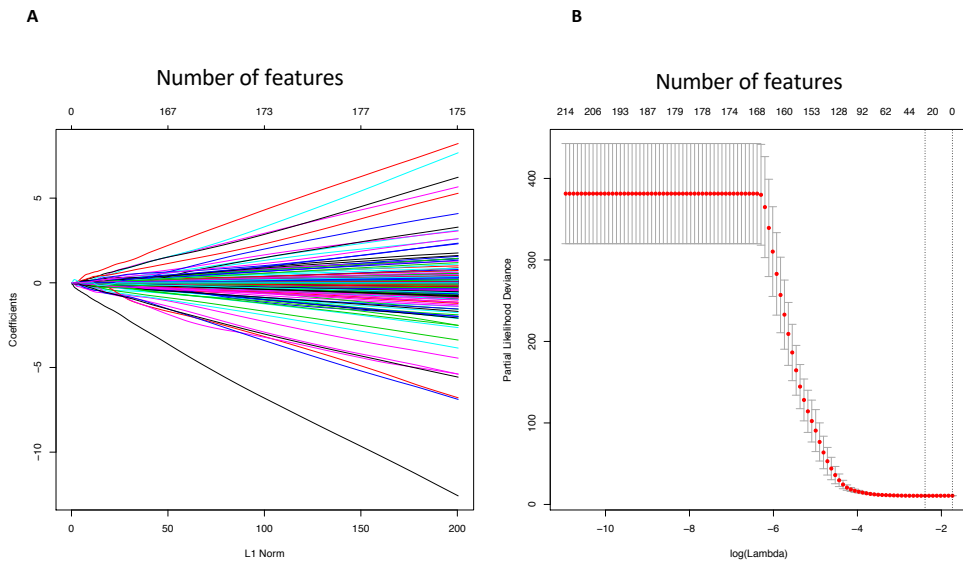 A
Number of features
0 167 173 177 175
Coefficients
5
0
−5
−10
0 50 100 150 200
L1 Norm
B
Number of features
214 206 193 187 179 178 174 168 160 153 128 92 62 44 20 0
Partial Likelihood Deviance
400
300
200
100
0
−10 −8 −6 −4 −2
log(Lambda)